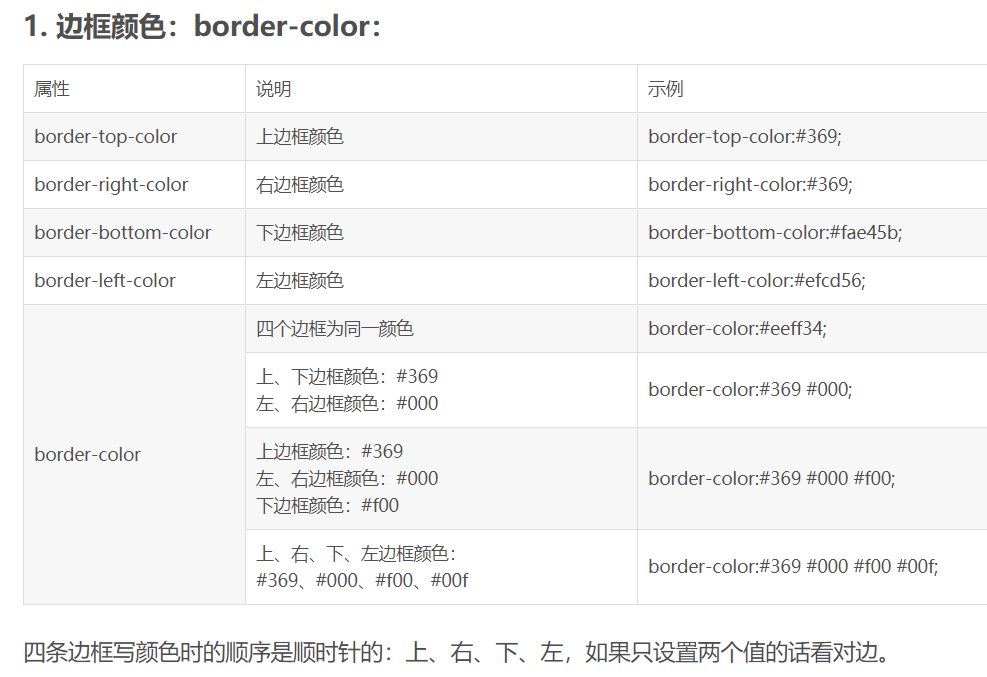 1. 边框颜色：border-color：
属性 说明 示例
border-top-color 上边框颜色 border-top-color:#369;
border-right-color 右边框颜色 border-right-color:#369;
border-bottom-color 下边框颜色 border-bottom-color:#fae45b;
border-left-color 左边框颜色 border-left-color:#efcd56;
border-color
四个边框为同一颜色 border-color:#eeff34;
上、下边框颜色：#369
左、右边框颜色：#000
border-color:#369 #000;
上边框颜色：#369
左、右边框颜色：#000
下边框颜色：#f00
border-color:#369 #000 #f00;
上、右、下、左边框颜色：
#369、#000、#f00、#00f
border-color:#369 #000 #f00 #00f;
四条边框写颜色时的顺序是顺时针的：上、右、下、左，如果只设置两个值的话看对边。